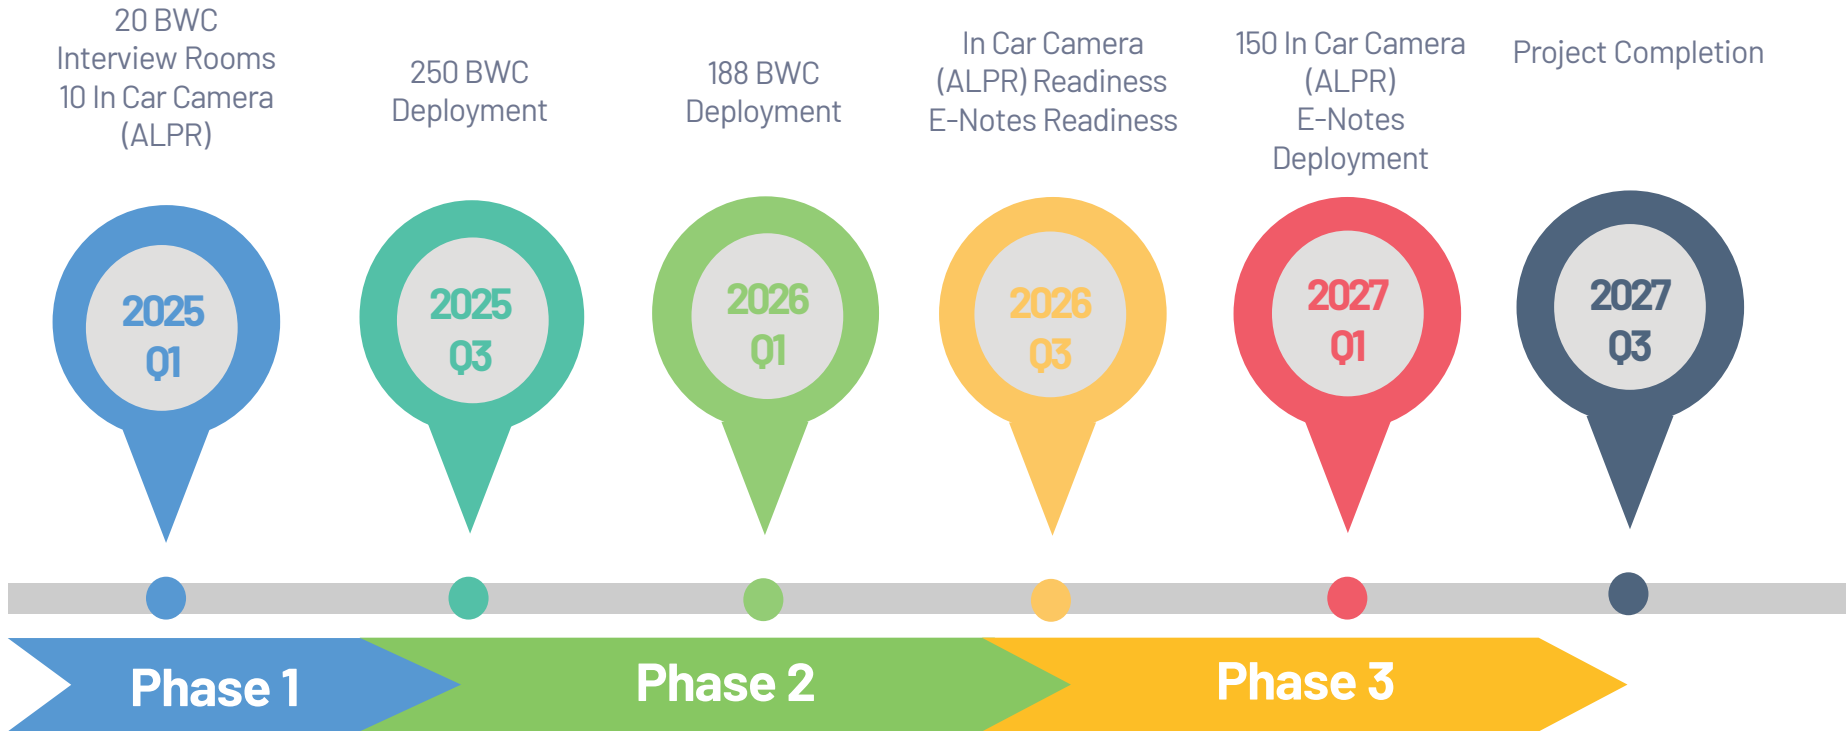 20 BWC
Interview Rooms
10 In Car Camera
(ALPR)
250 BWC
Deployment
188 BWC
Deployment
In Car Camera
(ALPR) Readiness
E-Notes Readiness
150 In Car Camera
(ALPR)
E-Notes
Deployment
Project Completion
2025
Q1
2025
Q3
2026
Q1
2026
Q3
2027
Q1
2027
Q3
Phase 1
Phase 2
Phase 3